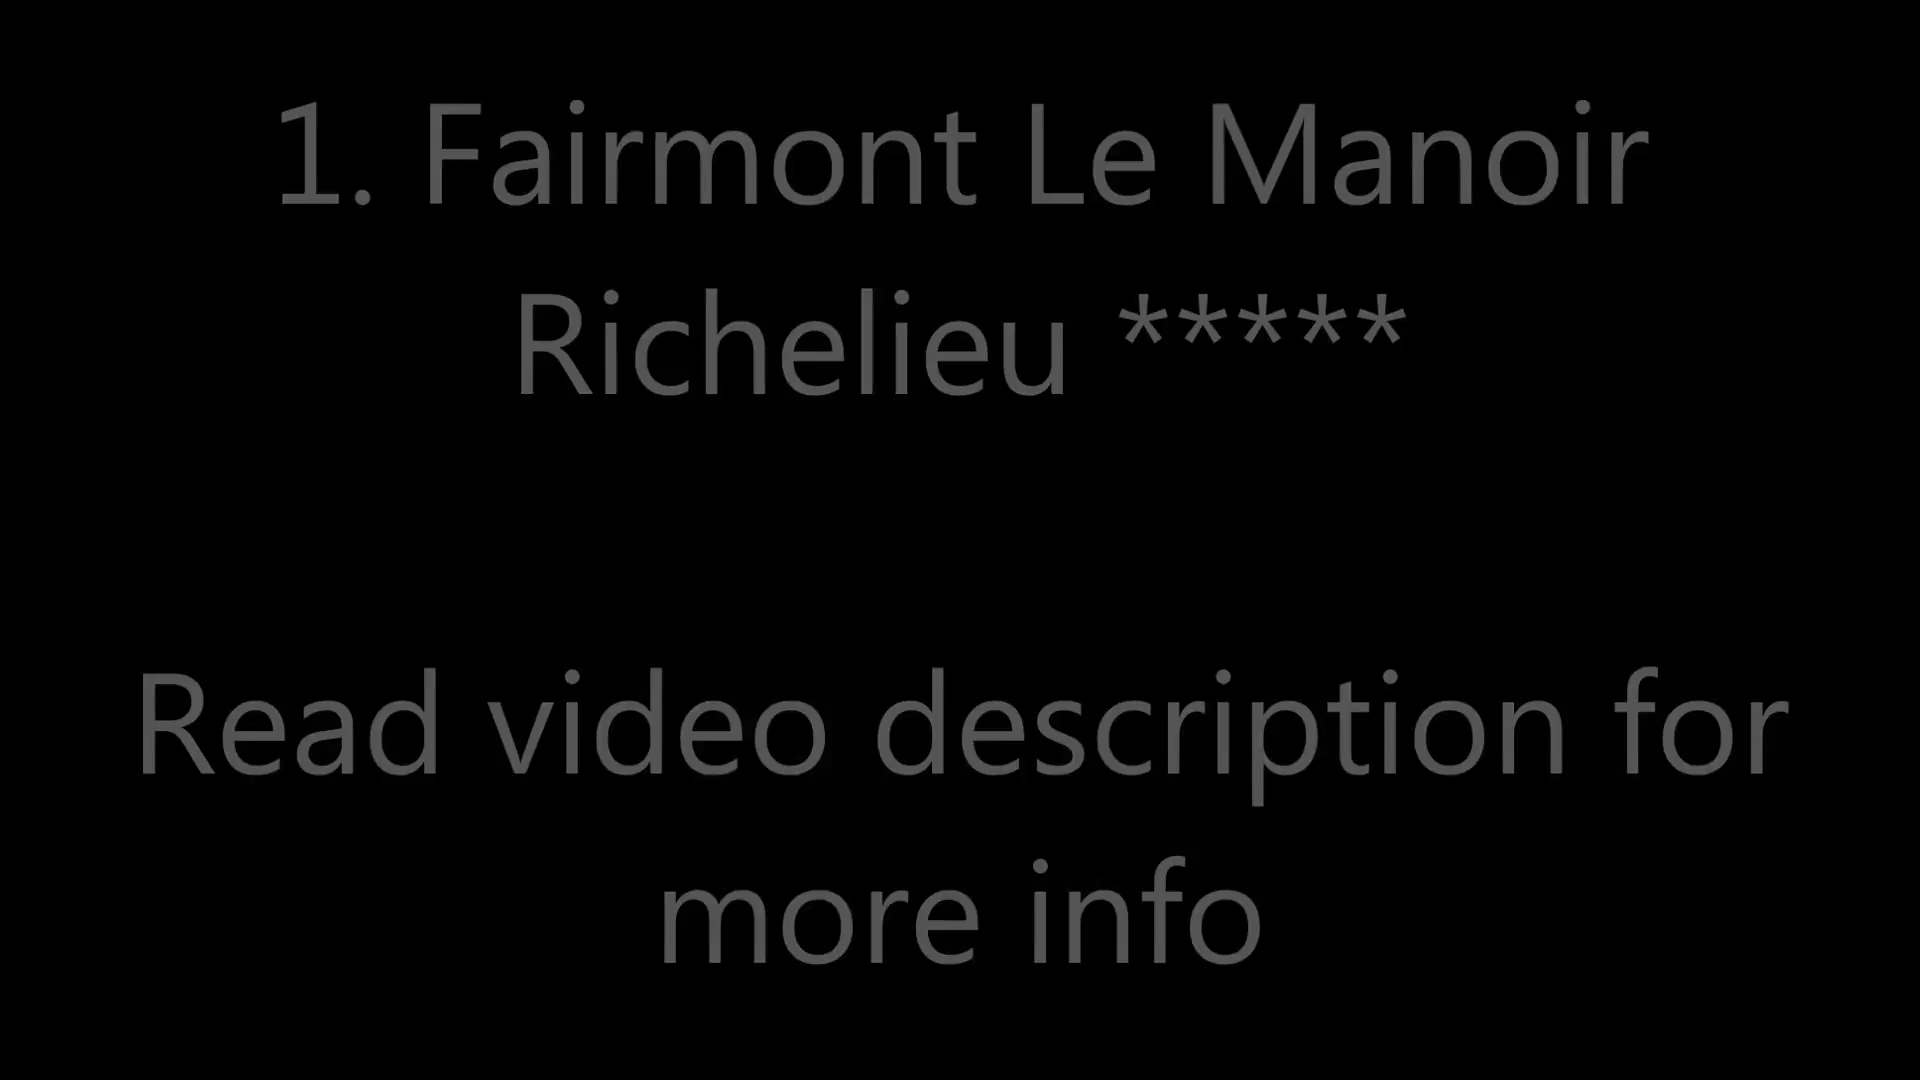 1. Fairmont Le Manoir
Richelieu *****
Read video description for
more info